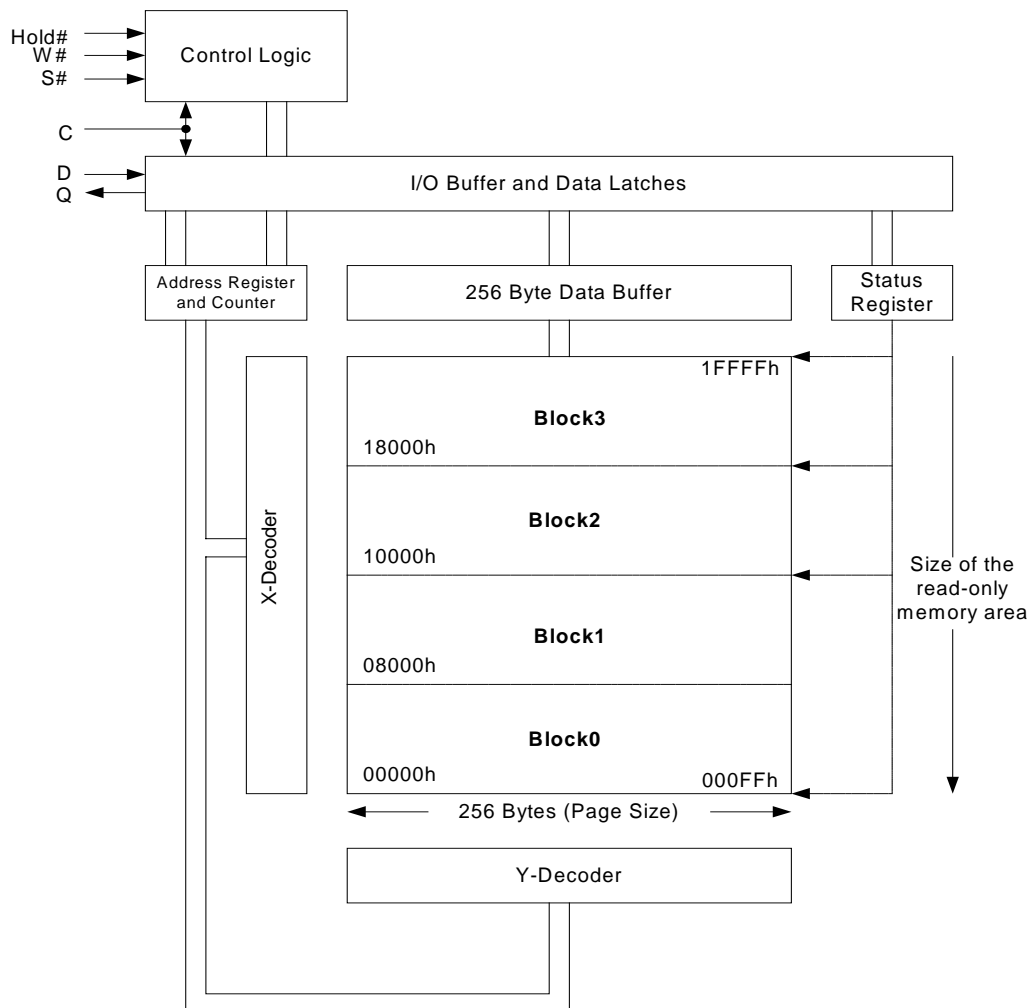 Hold#
W#
S#
Control Logic
C
D
Q
I/O Buffer and Data Latches
Address Register
and Counter
256 Byte Data Buffer
Status
Register
1FFFFh
Block3
18000h
X-Decoder
Block2
10000h
Size of the
read-only
memory area
Block1
08000h
Block0
00000h
000FFh
256 Bytes (Page Size)
Y-Decoder